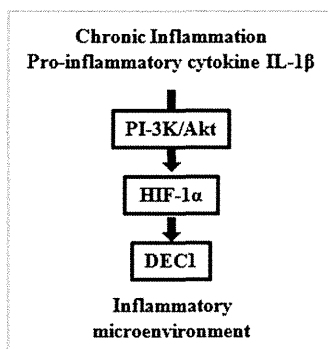 Chronic Inflammation
Pro-inflammatory cytokine IL-1β
PI-3K/Akt
HIF-1α
DEC1
Inflammatory
microenvironment